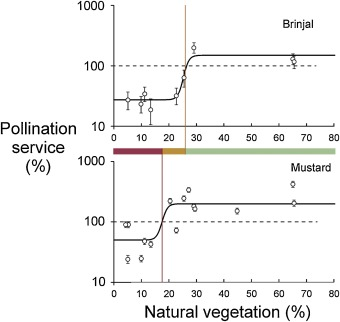 1000
Brinjal
100
10
0 10 20 30 40 50 60 70 80
Pollination
service
(%)
1000
Mustard
100
10
0 10 20 30 40 50 60 70 80
Natural vegetation (%)